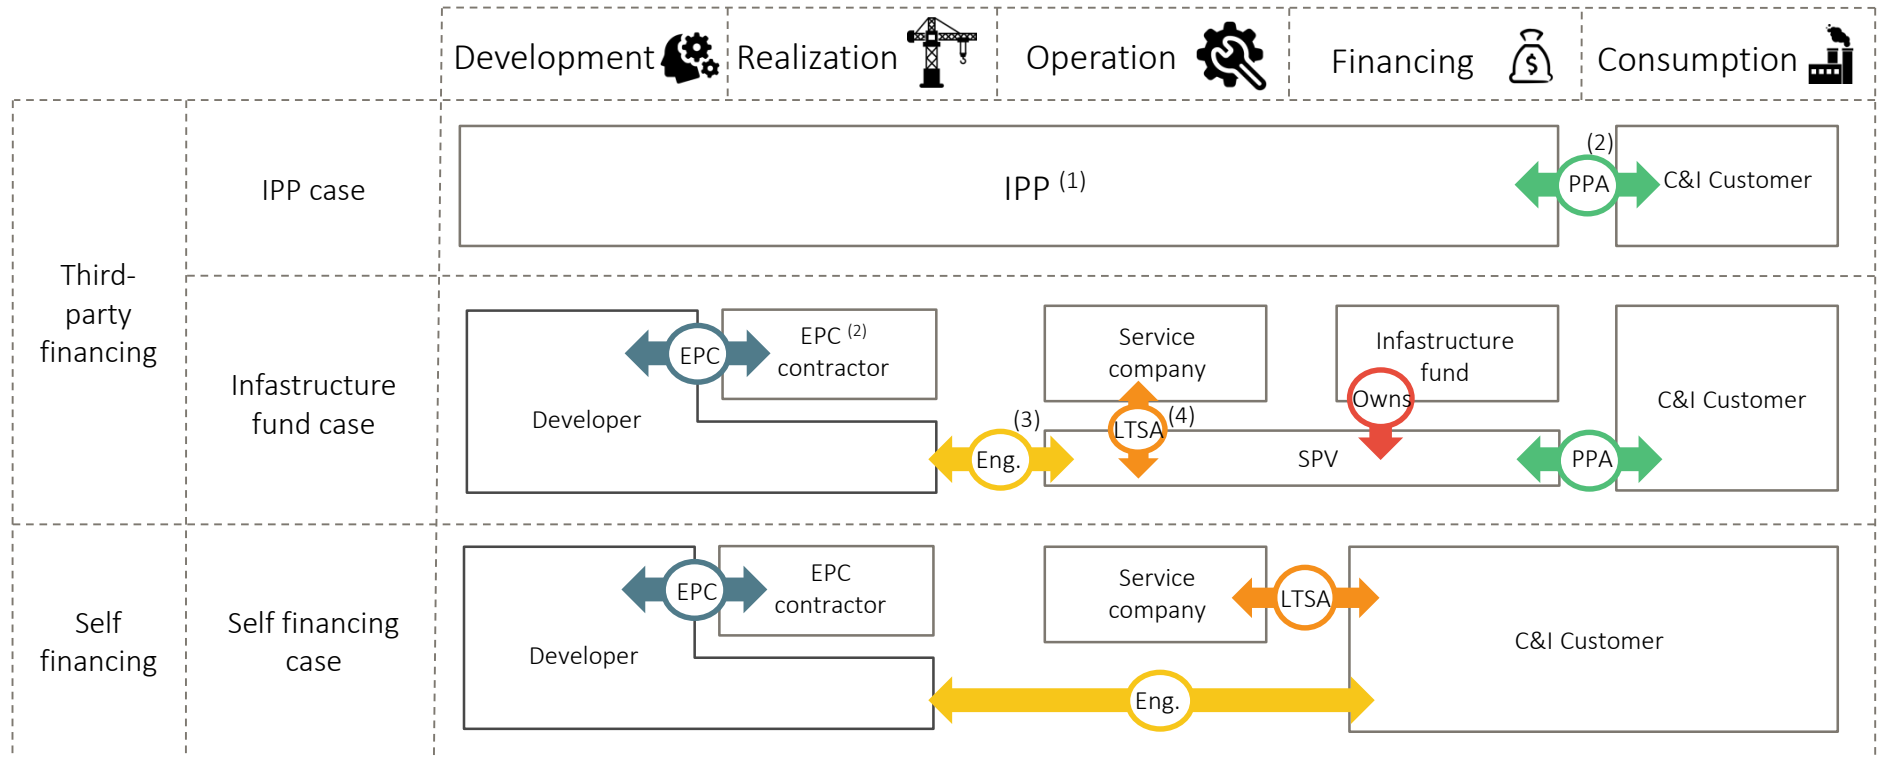 Development
Realization
Operation
Financing
Consumption
$
Third-
party
financing
IPP case
IPP (1)
(2)
PPA
C&I Customer
Infastructure
fund case
Developer
EPC
EPC (2)
contractor
(3)
Eng.
Service
company
LTSA
(4)
Infastructure
fund
Owns
SPV
PPA
C&I Customer
Self
financing
Self financing
case
Developer
EPC
EPC
contractor
Service
company
LTSA
Eng.
C&I Customer